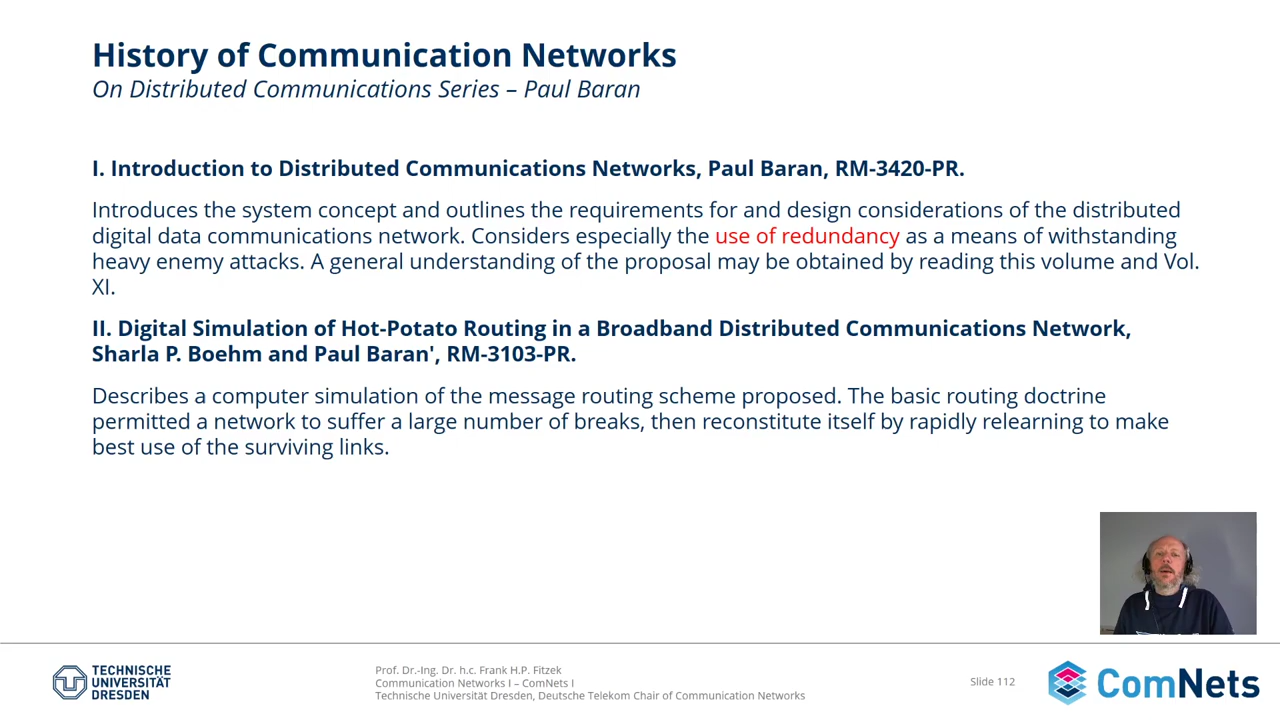 History of Communication Networks
On Distributed Communications Series – Paul Baran
I. Introduction to Distributed Communications Networks, Paul Baran, RM-3420-PR.
Introduces the system concept and outlines the requirements for and design considerations of the distributed
digital data communications network. Considers especially the use of redundancy as a means of withstanding
heavy enemy attacks. A general understanding of the proposal may be obtained by reading this volume and Vol.
XI.
II. Digital Simulation of Hot-Potato Routing in a Broadband Distributed Communications Network,
Sharla P. Boehm and Paul Baran', RM-3103-PR.
Describes a computer simulation of the message routing scheme proposed. The basic routing doctrine
permitted a network to suffer a large number of breaks, then reconstitute itself by rapidly relearning to make
best use of the surviving links.
TECHNISCHE
UNIVERSITÄT
DRESDEN
Prof. Dr.-Ing. Dr. h.c. Frank H.P. Fitzek
Communication Networks I – ComNets I
Technische Universität Dresden, Deutsche Telekom Chair of Communication Networks
Slide 112
ComNets